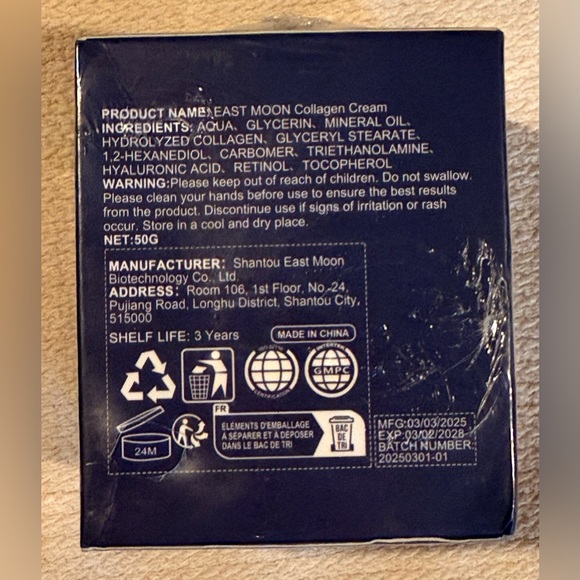 PRODUCT NAME: EAST MOON Collagen Cream
INGREDIENTS: AQUA、GLYCERIN、MINERAL OIL、
HYDROLYZED COLLAGEN、GLYCERYL STEARATE、
1,2-HEXANEDIOL、CARBOMER、TRIETHANOLAMINE、
HYALURONIC ACID、RETINOL、TOCOPHEROL
WARNING:Please keep out of reach of children. Do not swallow.
Please clean your hands before use to ensure the best results
from the product. Discontinue use if signs of irritation or rash
occur. Store in a cool and dry place.
NET:50G
MANUFACTURER： Shantou East Moon
Biotechnology Co., Ltd.
ADDRESS： Room 106, 1st Floor, No.-24,
Pujiang Road, Longhu District, Shantou City,
515000
SHELF LIFE: 3 Years
MADE IN CHINA
GMPC
24M
FR
ÉLÉMENTS D'EMBALLAGE
À SÉPARER ET À DÉPOSER
DANS LE BAC DE TRI
BAC
DE
TRI
MFG:03/03/2025
EXP:03/02/2028
BATCH NUMBER:
20250301-01